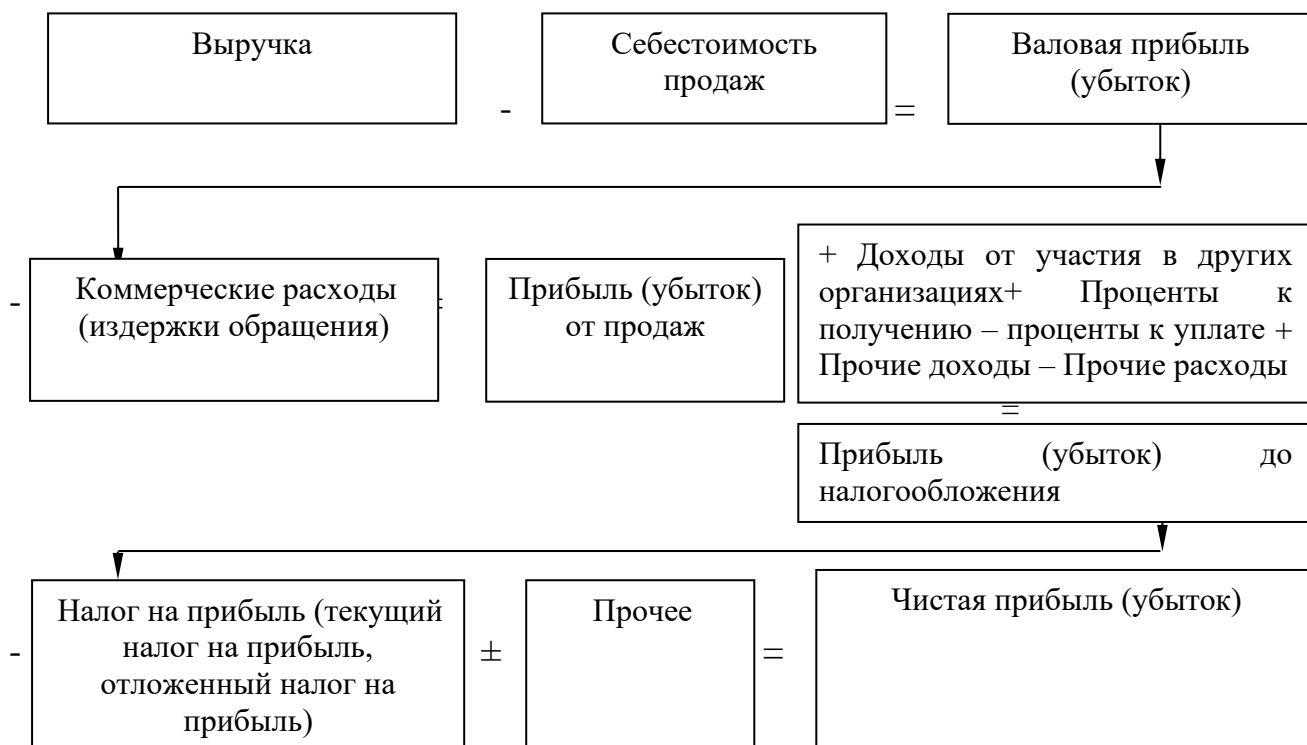 Выручка
-
Себестоимость
продаж
=
Валовая прибыль
(убыток)
-
Коммерческие расходы
(издержки обращения)
=
Прибыль (убыток)
от продаж
+ Доходы от участия в других
организациях+ Проценты к
получению – проценты к уплате +
Прочие доходы – Прочие расходы
=
Прибыль (убыток) до
налогообложения
-
Налог на прибыль (текущий
налог на прибыль,
отложенный налог на
прибыль)
±
Прочее
=
Чистая прибыль (убыток)